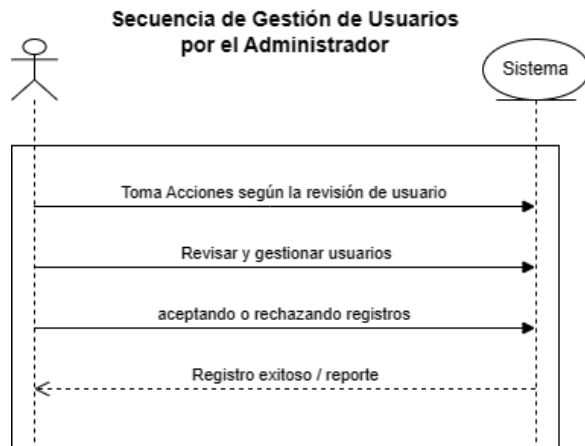 Secuencia de Gestión de Usuarios
por el Administrador
Sistema
Toma Acciones según la revisión de usuario
Revisar y gestionar usuarios
aceptando o rechazando registros
Registro exitoso / reporte